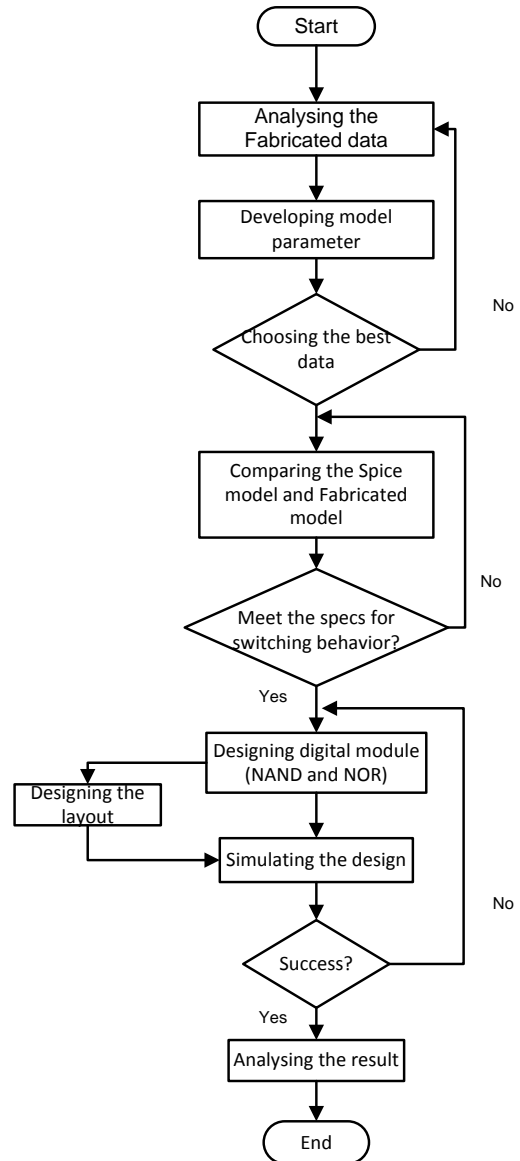 Start
Analysing the
Fabricated data
Developing model
parameter
No
Choosing the best
data
Comparing the Spice
model and Fabricated
model
No
Meet the specs for
switching behavior?
Yes
Designing digital module
(NAND and NOR)
Designing the
layout
Simulating the design
No
Success?
Yes
Analysing the result
End